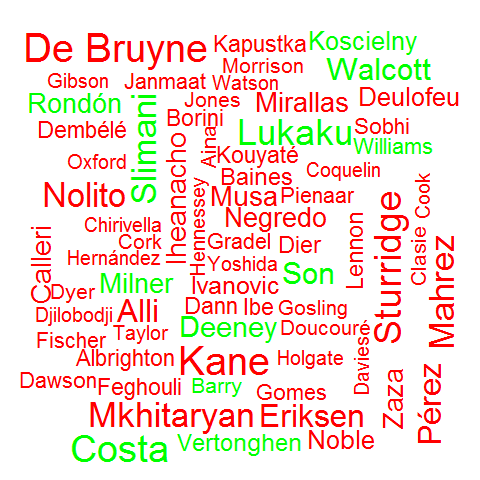 De Bruyne
Kapustka
Koscielny
Morrison
Walcott
Gibson
Janmaat
Watson
Rondón
Slimani
Jones
Mirallas
Deulofeu
Borini
Dembélé
Lukaku
Sobhi
Ainá
Williams
Iheanacho
Kouyaté
Oxford
Coquelin
Baines
Nolito
Hennessey
Musa
Pienaar
Cook
Negredo
Chirivella
Lennon
Sturridge
Clasie
Mahrez
Calleri
Cork
Gradel
Dier
Hernández
Yoshida
Son
Milner
Ivanovic
Dyer
Alli
Dann
Ibe
Gosling
Djilobodji
Deeney
Doucouré
Fischer
Taylor
Davies
Albrighton
Kane
Holgate
Zaza
Pérez
Dawson
Feghouli
Barry
Gomes
Mkhitaryan
Eriksen
Costa
Vertonghen
Noble